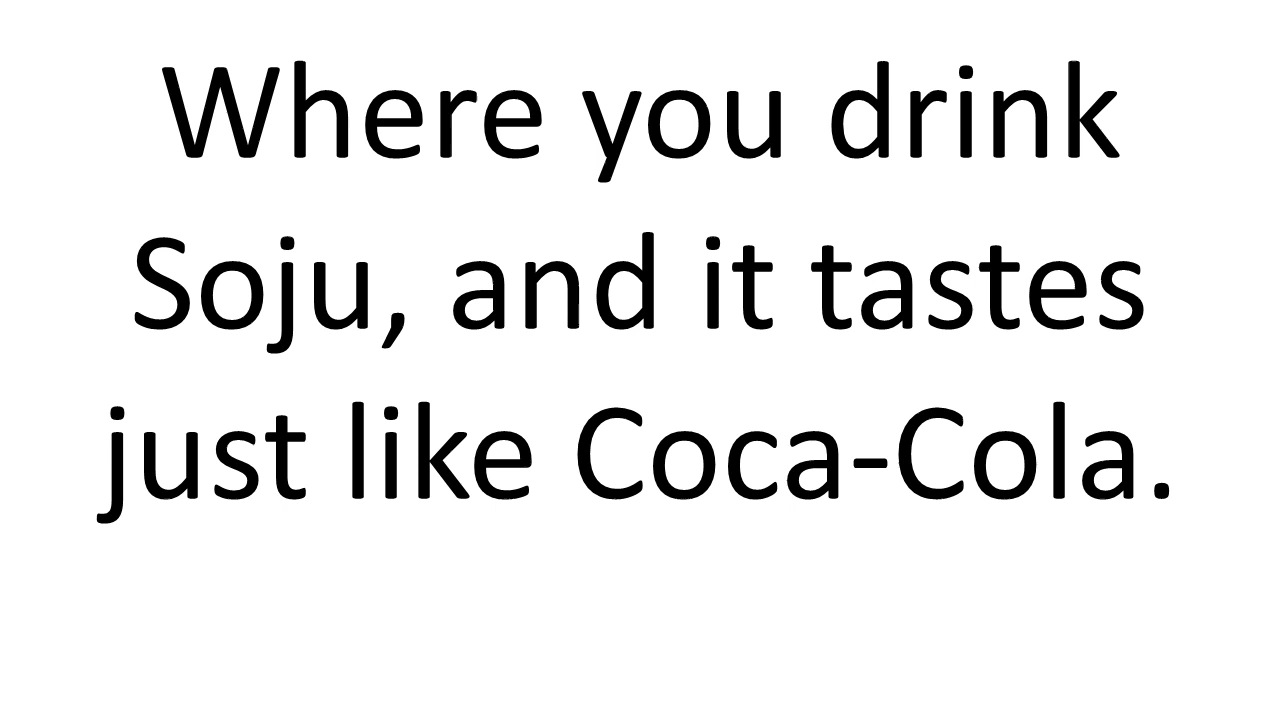 Where you drink
Soju, and it tastes
just like Coca-Cola.